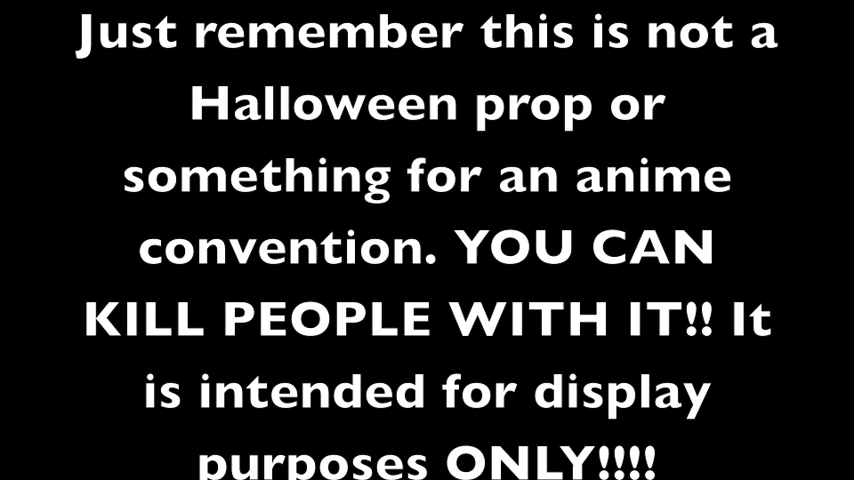 Just remember this is not a
Halloween prop or
something for an anime
convention. YOU CAN
KILL PEOPLE WITH IT!! It
is intended for display
purposes ONLY!!!!